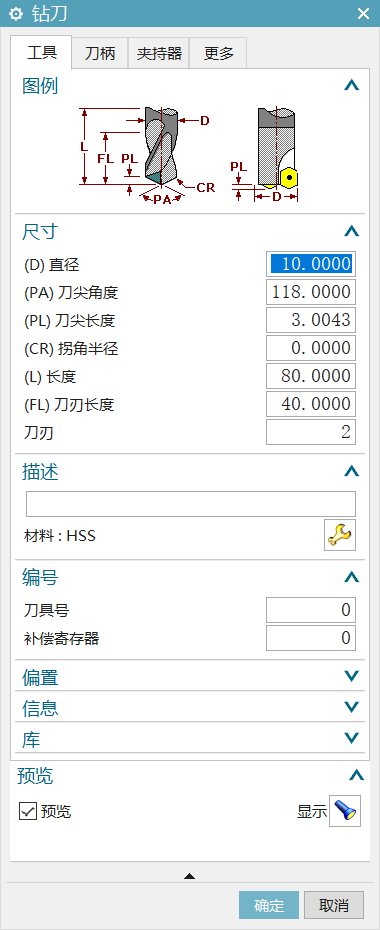 钻刀
工具 刀柄 夹持器 更多
图例
L FL PL D CR PA
PL D
尺寸
(D) 直径 10.0000
(PA) 刀尖角度 118.0000
(PL) 刀尖长度 3.0043
(CR) 拐角半径 0.0000
(L) 长度 80.0000
(FL) 刀刃长度 40.0000
刀刃 2
描述
材料 : HSS
编号
刀具号 0
补偿寄存器 0
偏置
信息
库
预览
预览 显示
确定 取消